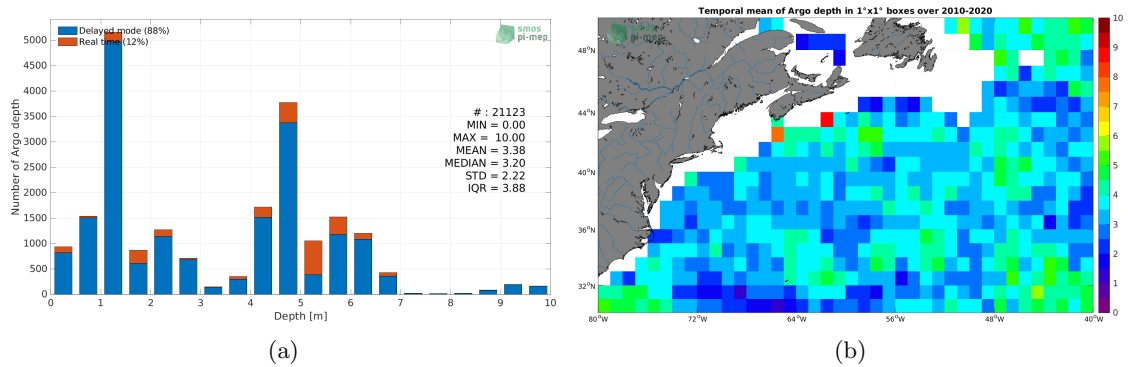 Delayed mode (88%)
Real time (12%)
smos
pi-mep
# : 21123
MIN = 0.00
MAX = 10.00
MEAN = 3.38
MEDIAN = 3.20
STD = 2.22
IQR = 3.88
Number of Argo depth
5000
4500
4000
3500
3000
2500
2000
1500
1000
500
0
0 1 2 3 4 5 6 7 8 9 10
Depth [m]
(a)
Temporal mean of Argo depth in 1°x1° boxes over 2010-2020
smos
pi-mep
48°N
44°N
40°N
36°N
32°N
80°W 72°W 64°W 56°W 48°W 40°W
10
9
8
7
6
5
4
3
2
1
0
(b)